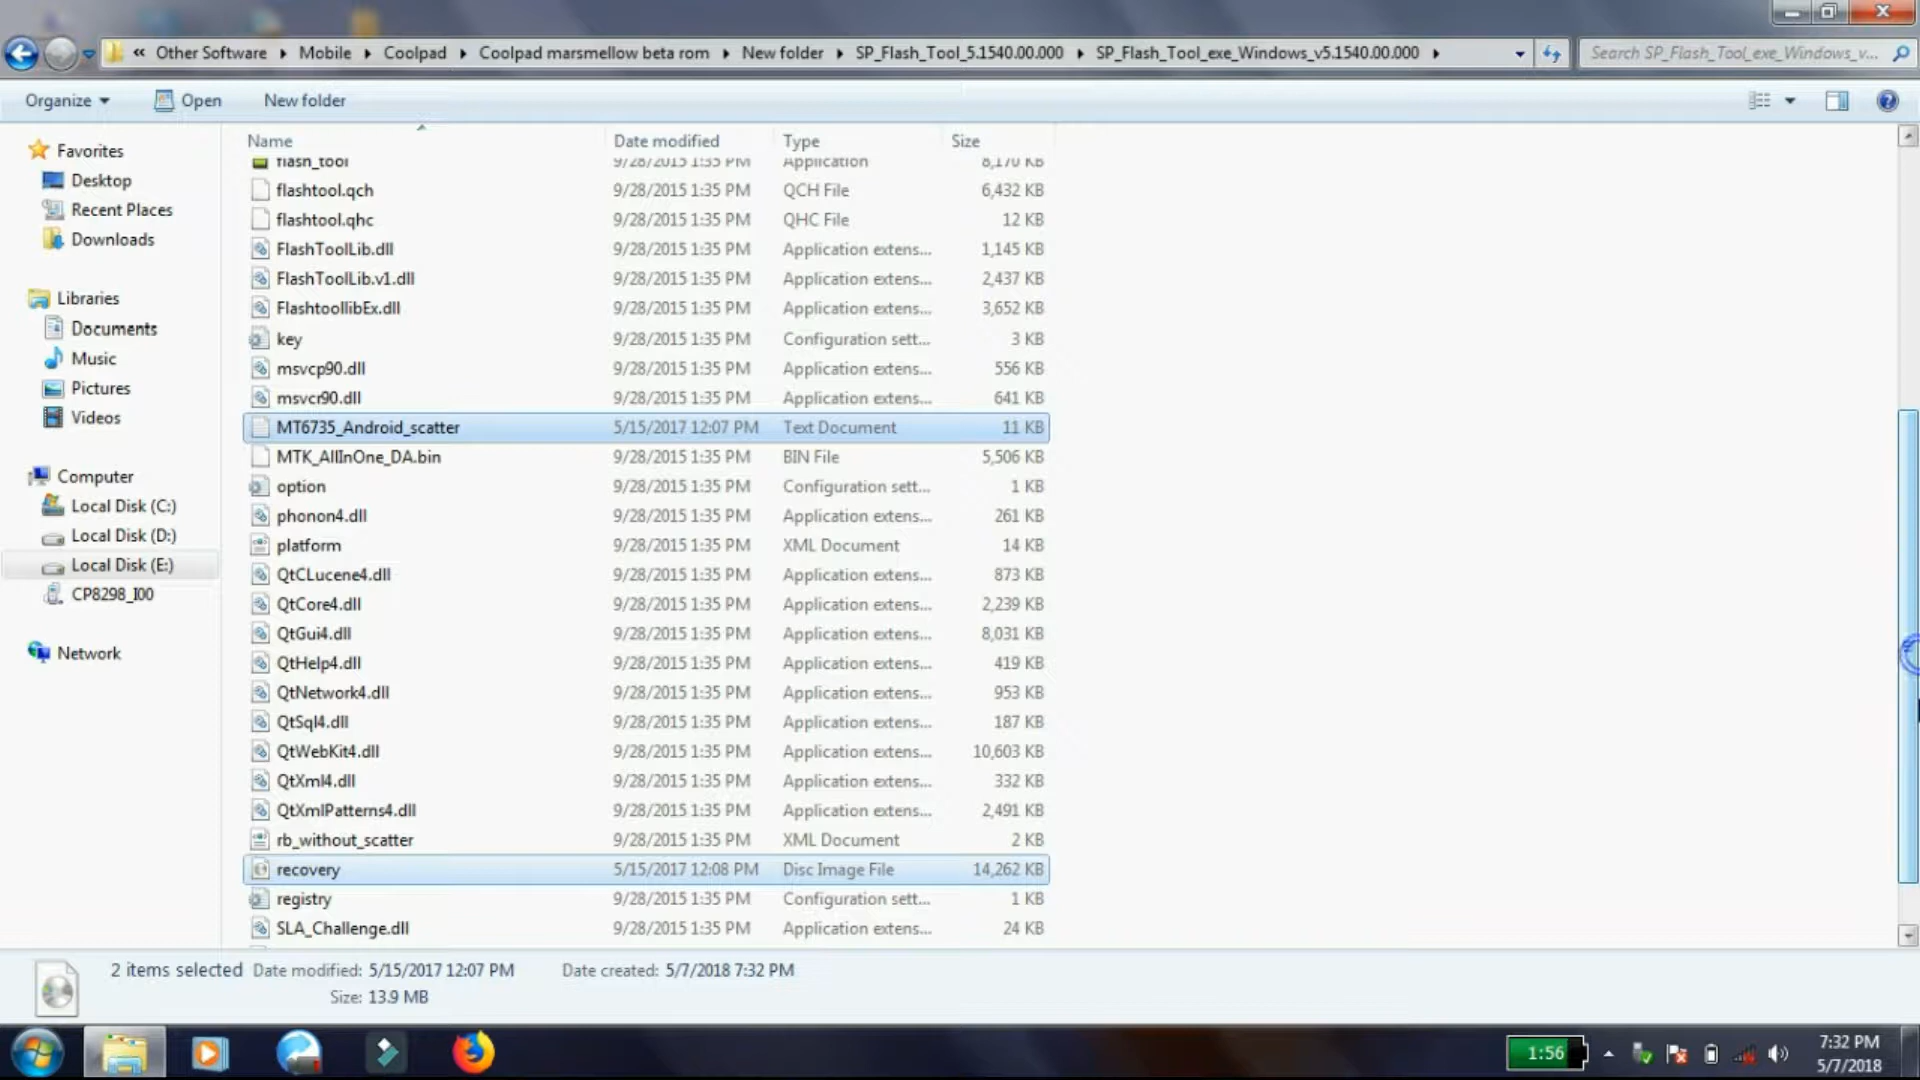 « Other Software Mobile Coolpad Coolpad marsmellow beta rom New folder SP_Flash_Tool_5.1540.00.000 SP_Flash_Tool_exe_Windows_v5.1540.00.000
Search SP_Flash_Tool_exe_Windows_v...
Organize Open New folder
Favorites
Desktop
Recent Places
Downloads
Libraries
Documents
Music
Pictures
Videos
Computer
Local Disk (C:)
Local Disk (D:)
Local Disk (E:)
CP8298_I00
Network
Name Date modified Type Size
flash_tool 9/28/2015 1:35 PM Application 8,170 KB
flashtool.qch 9/28/2015 1:35 PM QCH File 6,432 KB
flashtool.qhc 9/28/2015 1:35 PM QHC File 12 KB
FlashToolLib.dll 9/28/2015 1:35 PM Application extens... 1,145 KB
FlashToolLib.v1.dll 9/28/2015 1:35 PM Application extens... 2,437 KB
FlashtoollibEx.dll 9/28/2015 1:35 PM Application extens... 3,652 KB
key 9/28/2015 1:35 PM Configuration sett... 3 KB
msvcp90.dll 9/28/2015 1:35 PM Application extens... 556 KB
msvcr90.dll 9/28/2015 1:35 PM Application extens... 641 KB
MT6735_Android_scatter 5/15/2017 12:07 PM Text Document 11 KB
MTK_AllInOne_DA.bin 9/28/2015 1:35 PM BIN File 5,506 KB
option 9/28/2015 1:35 PM Configuration sett... 1 KB
phonon4.dll 9/28/2015 1:35 PM Application extens... 261 KB
platform 9/28/2015 1:35 PM XML Document 14 KB
QtCLucene4.dll 9/28/2015 1:35 PM Application extens... 873 KB
QtCore4.dll 9/28/2015 1:35 PM Application extens... 2,239 KB
QtGui4.dll 9/28/2015 1:35 PM Application extens... 8,031 KB
QtHelp4.dll 9/28/2015 1:35 PM Application extens... 419 KB
QtNetwork4.dll 9/28/2015 1:35 PM Application extens... 953 KB
QtSql4.dll 9/28/2015 1:35 PM Application extens... 187 KB
QtWebKit4.dll 9/28/2015 1:35 PM Application extens... 10,603 KB
QtXml4.dll 9/28/2015 1:35 PM Application extens... 332 KB
QtXmlPatterns4.dll 9/28/2015 1:35 PM Application extens... 2,491 KB
rb_without_scatter 9/28/2015 1:35 PM XML Document 2 KB
recovery 5/15/2017 12:08 PM Disc Image File 14,262 KB
registry 9/28/2015 1:35 PM Configuration sett... 1 KB
SLA_Challenge.dll 9/28/2015 1:35 PM Application extens... 24 KB
2 items selected Date modified: 5/15/2017 12:07 PM Date created: 5/7/2018 7:32 PM
Size: 13.9 MB
1:56
7:32 PM
5/7/2018